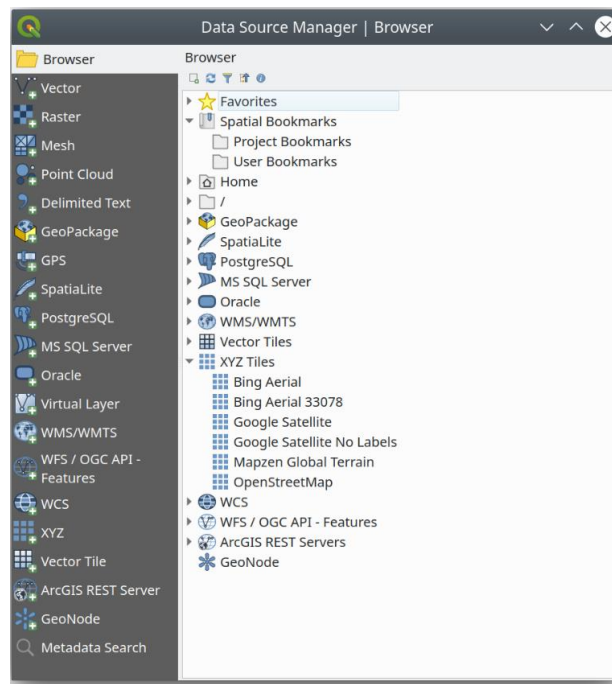 Data Source Manager | Browser
Browser
Vector
Raster
Mesh
Point Cloud
Delimited Text
GeoPackage
GPS
SpatiaLite
PostgreSQL
MS SQL Server
Oracle
Virtual Layer
WMS/WMTS
WFS / OGC API -
Features
WCS
XYZ
Vector Tile
ArcGIS REST Server
GeoNode
Metadata Search
Browser
Favorites
Spatial Bookmarks
Project Bookmarks
User Bookmarks
Home
/
GeoPackage
SpatiaLite
PostgreSQL
MS SQL Server
Oracle
WMS/WMTS
Vector Tiles
XYZ Tiles
Bing Aerial
Bing Aerial 33078
Google Satellite
Google Satellite No Labels
Mapzen Global Terrain
OpenStreetMap
WCS
WFS / OGC API - Features
ArcGIS REST Servers
GeoNode